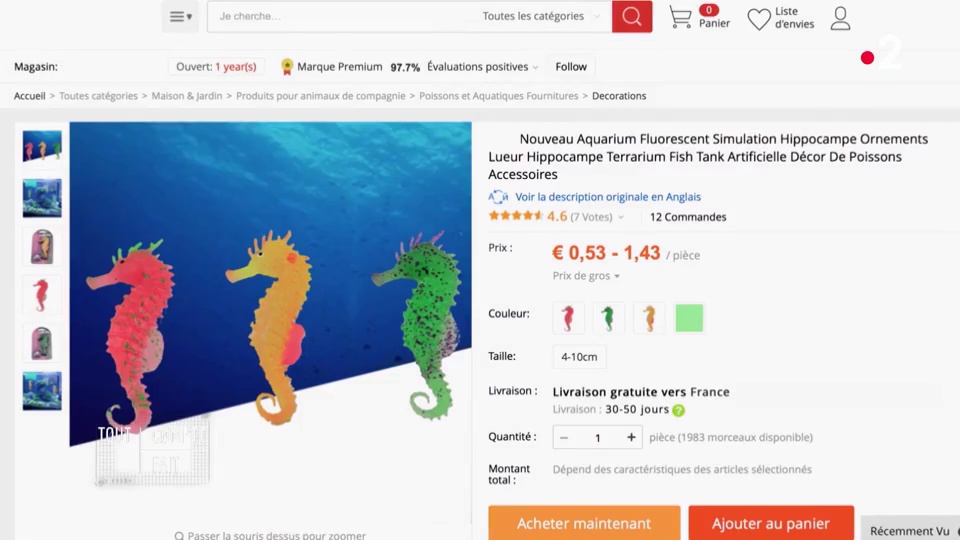 Je cherche...
Toutes les catégories
0
Panier
Liste
d'envies
2
Magasin:
Ouvert: 1 year(s)
Marque Premium 97.7% Évaluations positives
Follow
Accueil > Toutes catégories > Maison & Jardin > Produits pour animaux de compagnie > Poissons et Aquatiques Fournitures > Decorations
Nouveau Aquarium Fluorescent Simulation Hippocampe Ornements
Lueur Hippocampe Terrarium Fish Tank Artificielle Décor De Poissons
Accessoires
Voir la description originale en Anglais
4.6 (7 Votes)
12 Commandes
Prix :
€ 0,53 - 1,43 / pièce
Prix de gros
Couleur:
Taille:
4-10cm
Livraison :
Livraison gratuite vers France
Livraison : 30-50 jours ?
Quantité :
− 1 +
pièce (1983 morceaux disponible)
Montant
total :
Dépend des caractéristiques des articles sélectionnés
Acheter maintenant
Ajouter au panier
Récemment Vu
TOUT COMPTE
FAIT
Passer la souris dessus pour zoomer